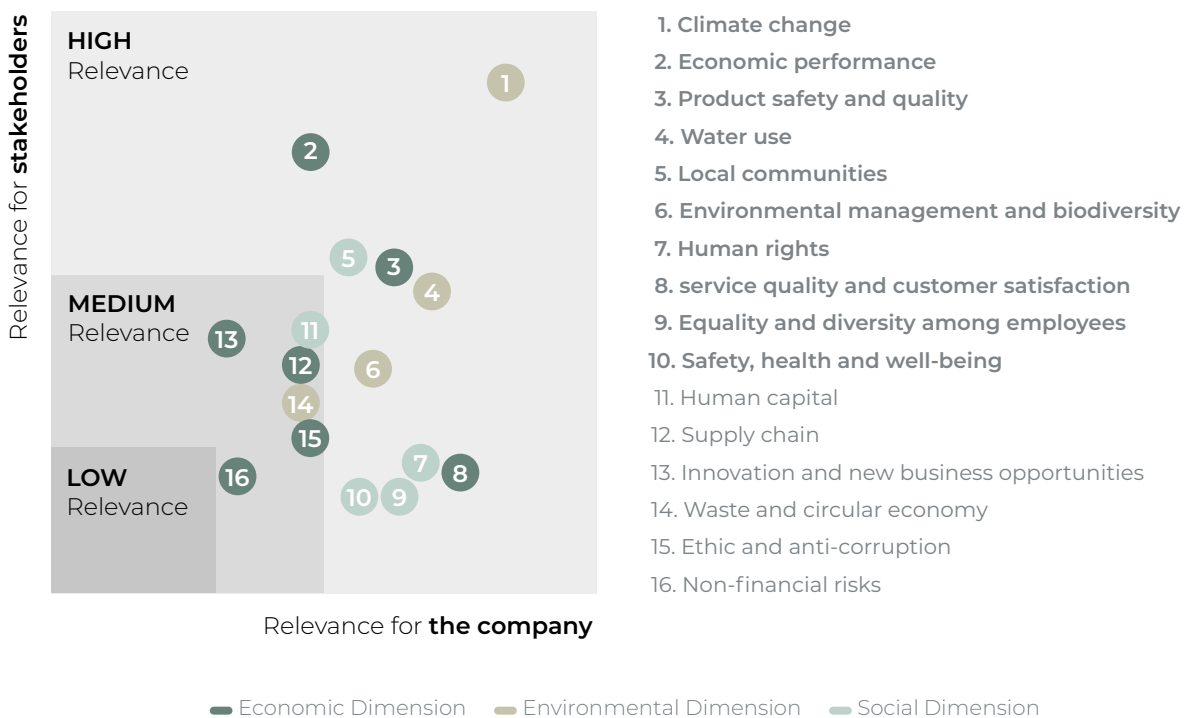 Relevance for stakeholders
HIGH
Relevance
1
2
5
3
4
MEDIUM
Relevance
13
11
12
6
14
15
LOW
Relevance
16
7
8
10
9
Relevance for the company
1. Climate change
2. Economic performance
3. Product safety and quality
4. Water use
5. Local communities
6. Environmental management and biodiversity
7. Human rights
8. service quality and customer satisfaction
9. Equality and diversity among employees
10. Safety, health and well-being
11. Human capital
12. Supply chain
13. Innovation and new business opportunities
14. Waste and circular economy
15. Ethic and anti-corruption
16. Non-financial risks
Economic Dimension Environmental Dimension Social Dimension